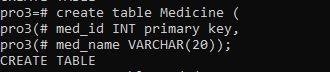 pro3=# create table Medicine (
pro3(# med_id INT primary key,
pro3(# med_name VARCHAR(20));
CREATE TABLE